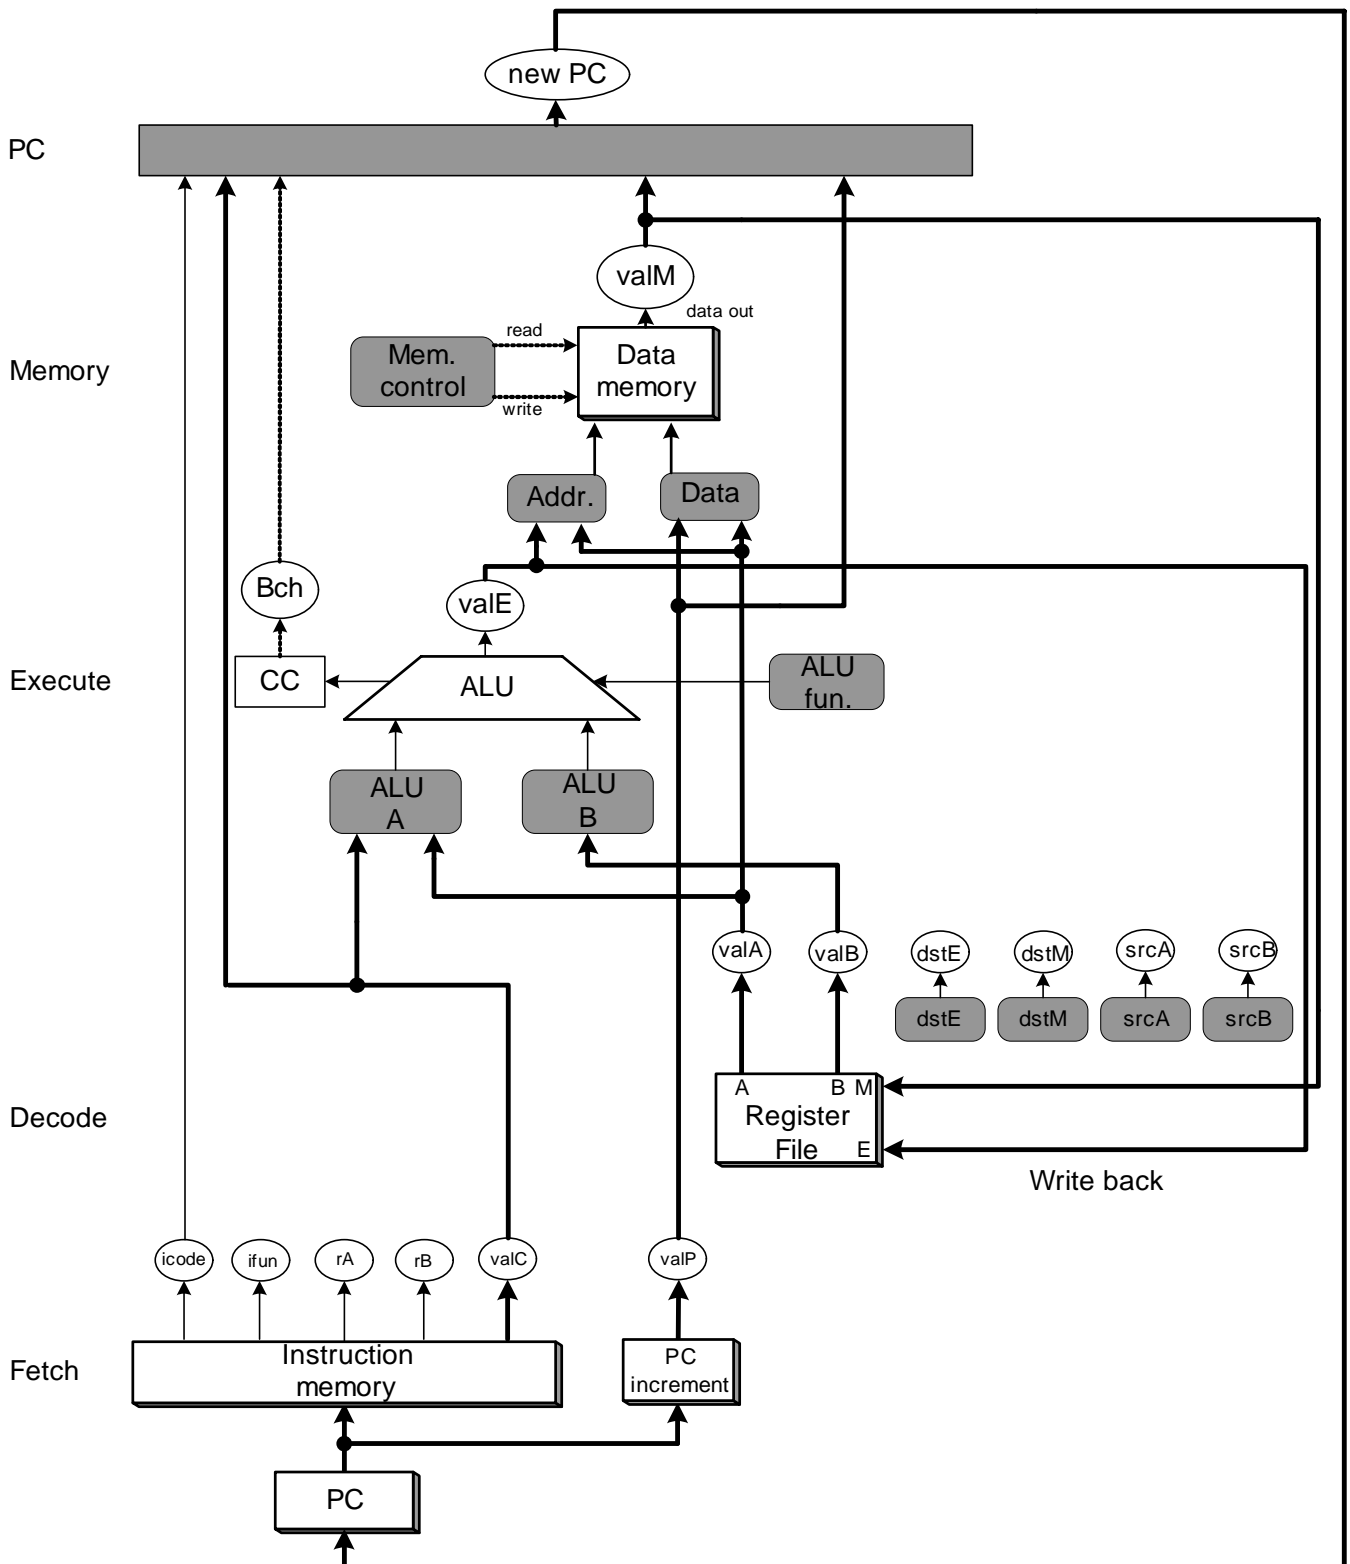 new PC
PC
valM
data out
read
Mem.
control
Data
memory
Memory
write
Addr.
Data
Bch
valE
CC
ALU
ALU
fun.
Execute
ALU
A
ALU
B
valA
valB
dstE
dstM
srcA
srcB
dstE
dstM
srcA
srcB
A
B
M
Register
File
E
Decode
Write back
icode
ifun
rA
rB
valC
valP
Instruction
memory
PC
increment
Fetch
PC